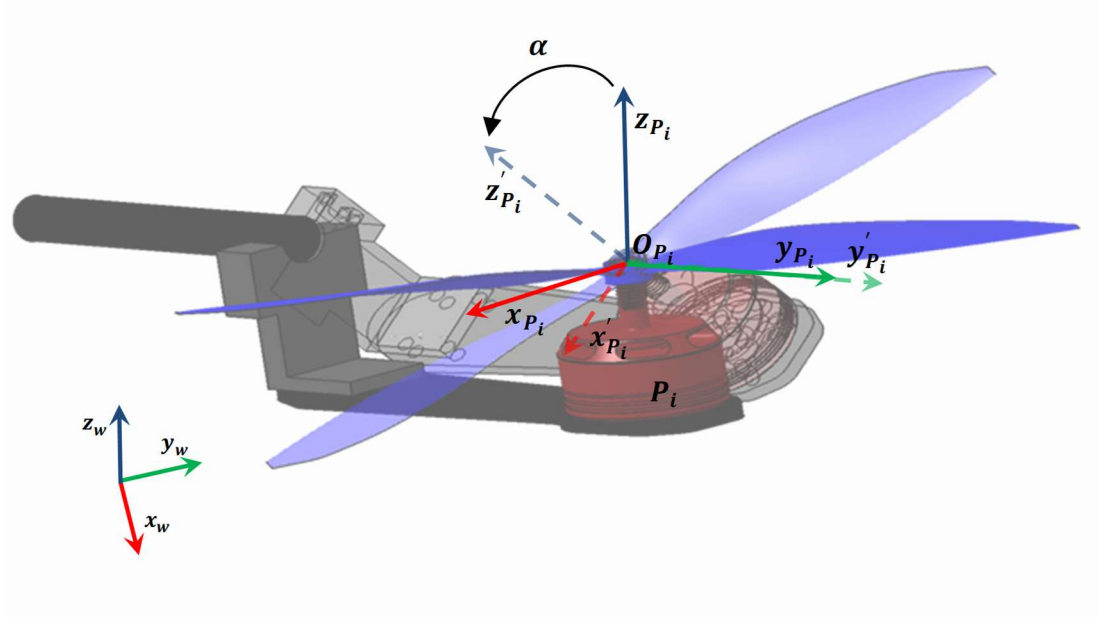 α
z_{P_i}
z'_{P_i}
O_{P_i}
y_{P_i}
y'_{P_i}
x_{P_i}
x'_{P_i}
P_i
z_w
y_w
x_w